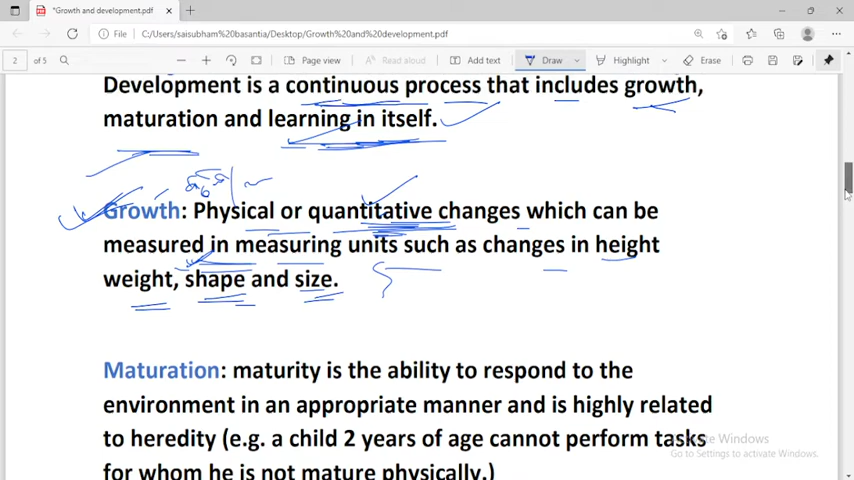 *Growth and development.pdf
File
C:/Users/saisubham%20basantia/Desktop/Growth%20and%20development.pdf
2 of 5
Page view
Read aloud
Add text
Draw
Highlight
Erase
Development is a continuous process that includes growth,
maturation and learning in itself.
Growth: Physical or quantitative changes which can be
measured in measuring units such as changes in height
weight, shape and size.
Maturation: maturity is the ability to respond to the
environment in an appropriate manner and is highly related
to heredity (e.g. a child 2 years of age cannot perform tasks
for whom he is not mature physically.)
Activate Windows
Go to Settings to activate Windows.